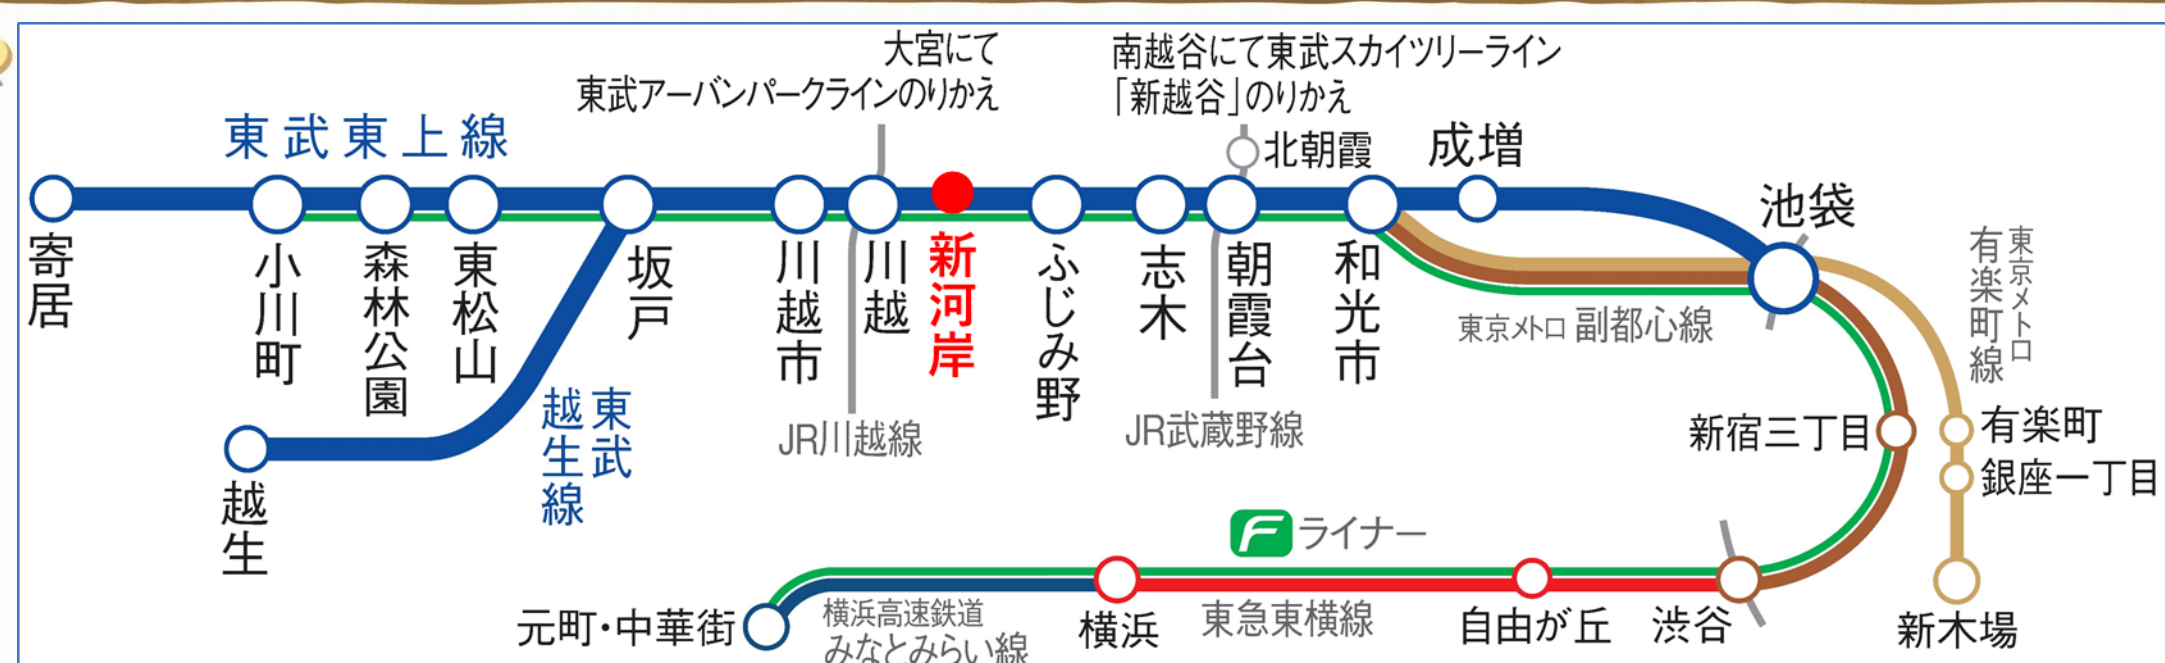 大宮にて
東武アーバンパークラインのりかえ
南越谷にて東武スカイツリーライン
「新越谷」のりかえ
東武東上線
北朝霞
成増
池袋
寄居
小川町
森林公園
東松山
坂戸
川越市
川越
新河岸
ふじみ野
志木
朝霞台
和光市
東京メトロ 副都心線
東京メトロ
有楽町線
東武
越生線
越生
JR川越線
JR武蔵野線
新宿三丁目
有楽町
銀座一丁目
F ライナー
元町・中華街
横浜高速鉄道
みなとみらい線
横浜
東急東横線
自由が丘
渋谷
新木場